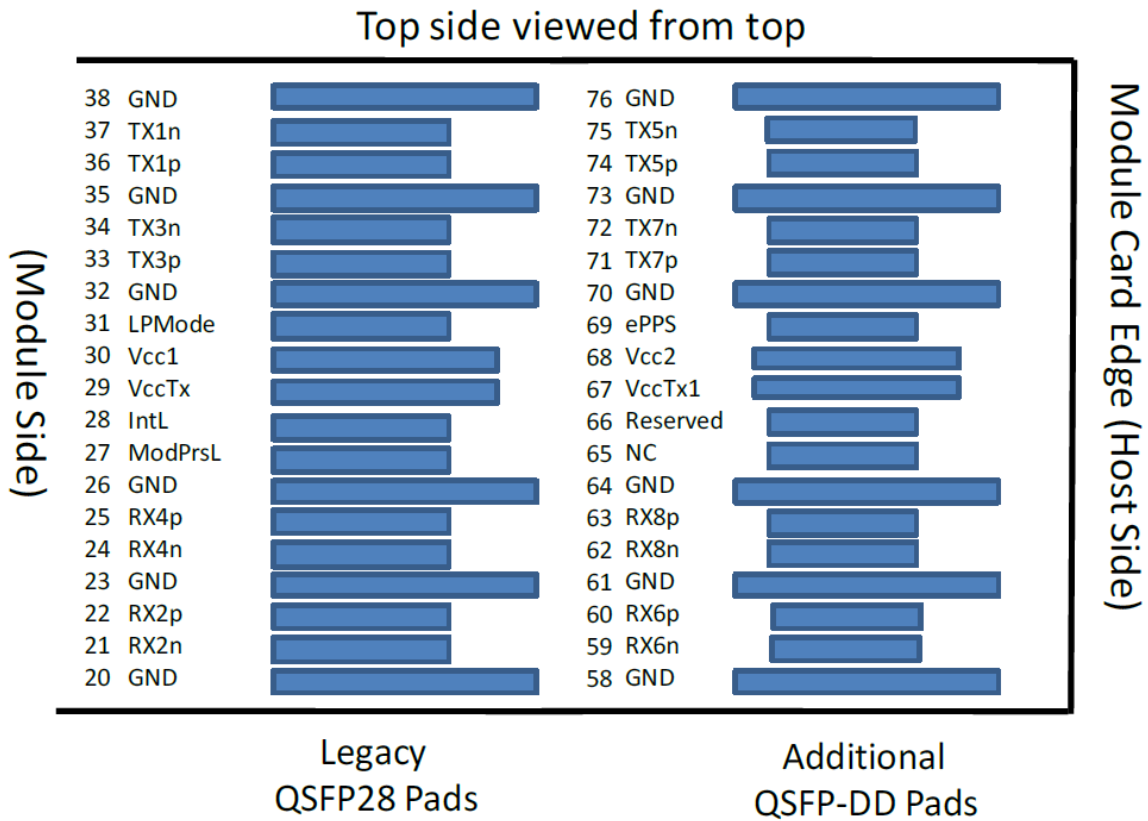 Top side viewed from top
38 GND
37 TX1n
36 TX1p
35 GND
34 TX3n
33 TX3p
32 GND
31 LPMode
30 Vcc1
29 VccTx
28 IntL
27 ModPrsL
26 GND
25 RX4p
24 RX4n
23 GND
22 RX2p
21 RX2n
20 GND
76 GND
75 TX5n
74 TX5p
73 GND
72 TX7n
71 TX7p
70 GND
69 ePPS
68 Vcc2
67 VccTx1
66 Reserved
65 NC
64 GND
63 RX8p
62 RX8n
61 GND
60 RX6p
59 RX6n
58 GND
(Module Side)
Module Card Edge (Host Side)
Legacy
QSFP28 Pads
Additional
QSFP-DD Pads